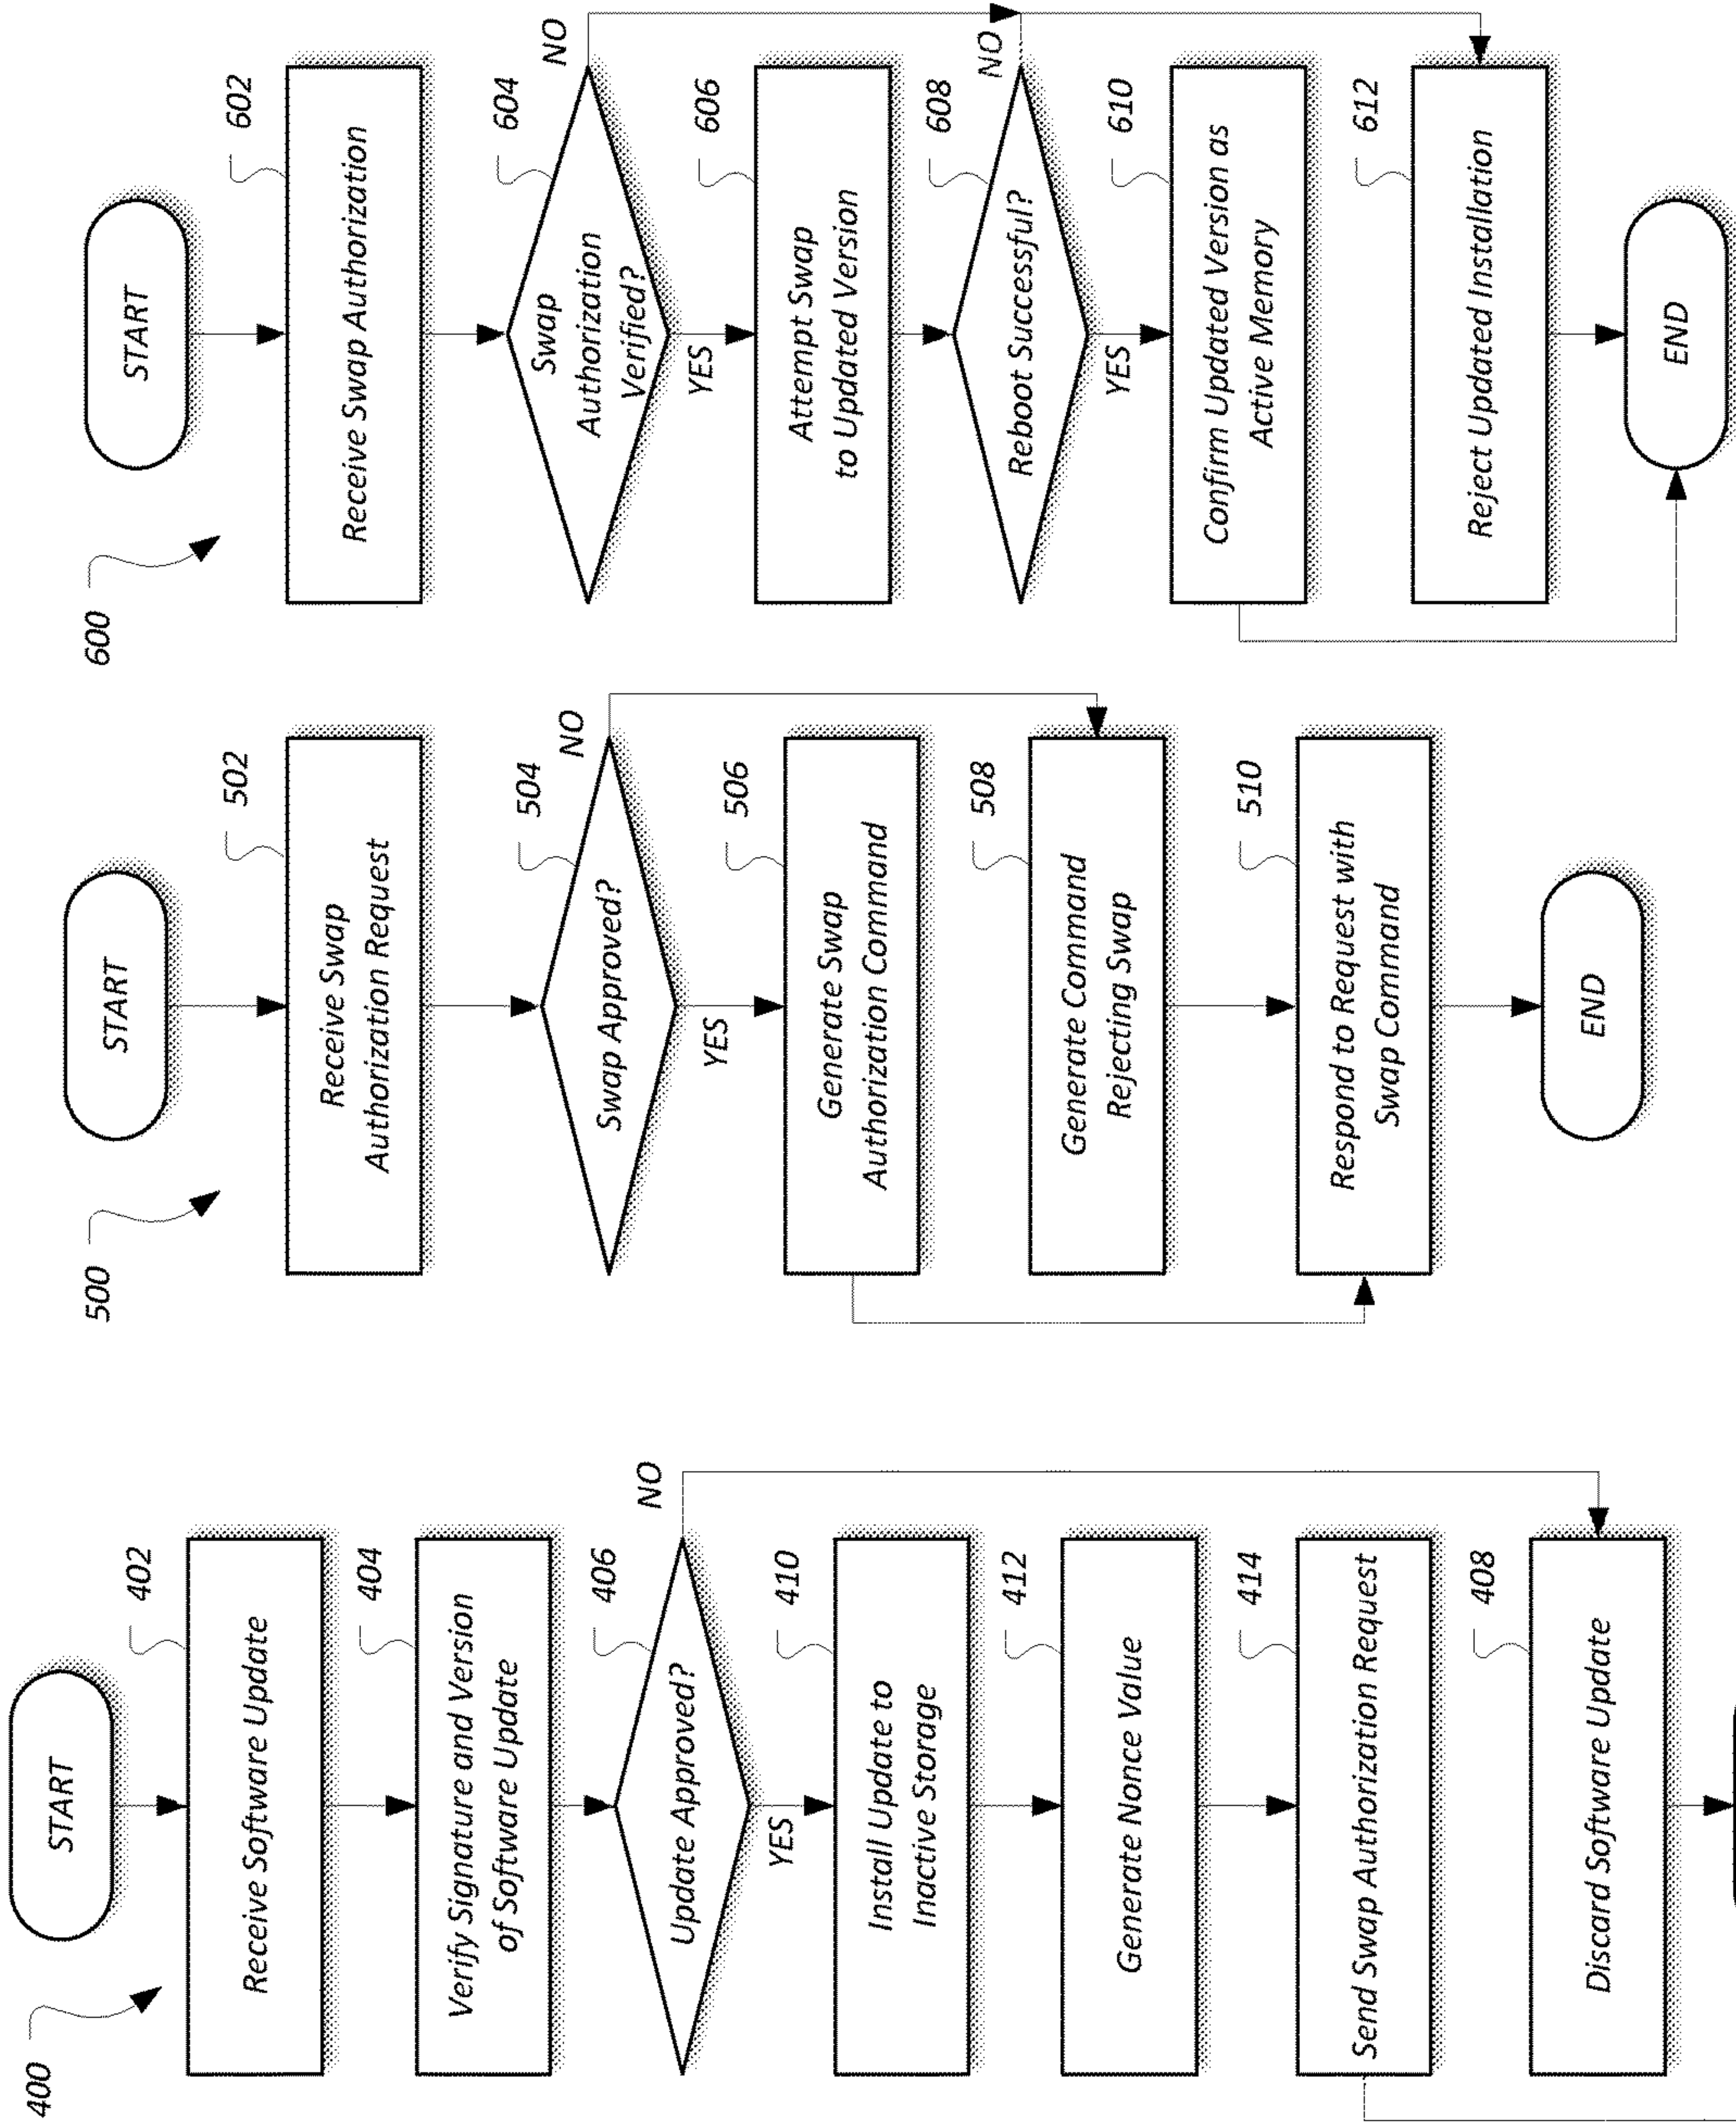 400
START
402
Receive Software Update
404
Verify Signature and Version
of Software Update
406
Update Approved?
NO
YES
410
Install Update to
Inactive Storage
412
Generate Nonce Value
414
Send Swap Authorization Request
408
Discard Software Update
500
START
502
Receive Swap
Authorization Request
504
Swap Approved?
NO
YES
506
Generate Swap
Authorization Command
508
Generate Command
Rejecting Swap
510
Respond to Request with
Swap Command
END
600
START
602
Receive Swap Authorization
604
Swap
Authorization
Verified?
NO
YES
606
Attempt Swap
to Updated Version
608
Reboot Successful?
NO
YES
610
Confirm Updated Version as
Active Memory
612
Reject Updated Installation
END